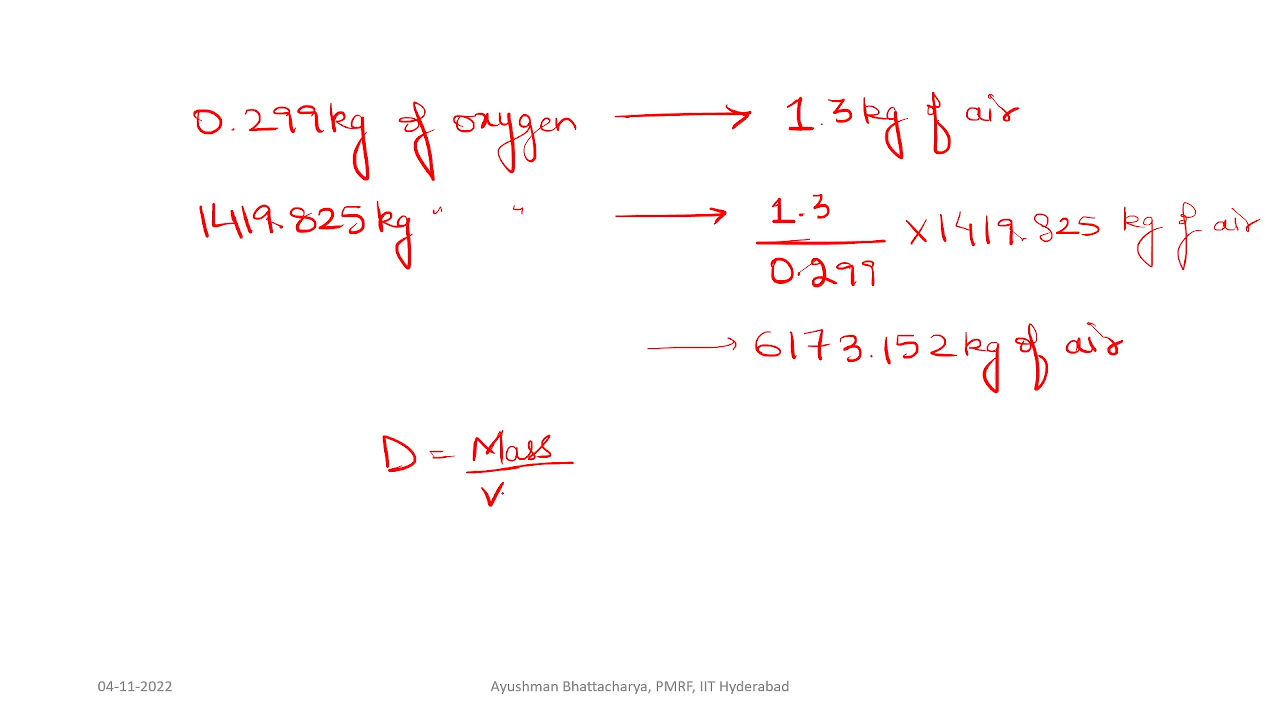 0.299kg of oxygen → 1.3kg of air
1419.825kg " " → 1.3 / 0.299 × 1419.825 kg of air
→ 6173.152kg of air
D = Mass / V
04-11-2022 Ayushman Bhattacharya, PMRF, IIT Hyderabad